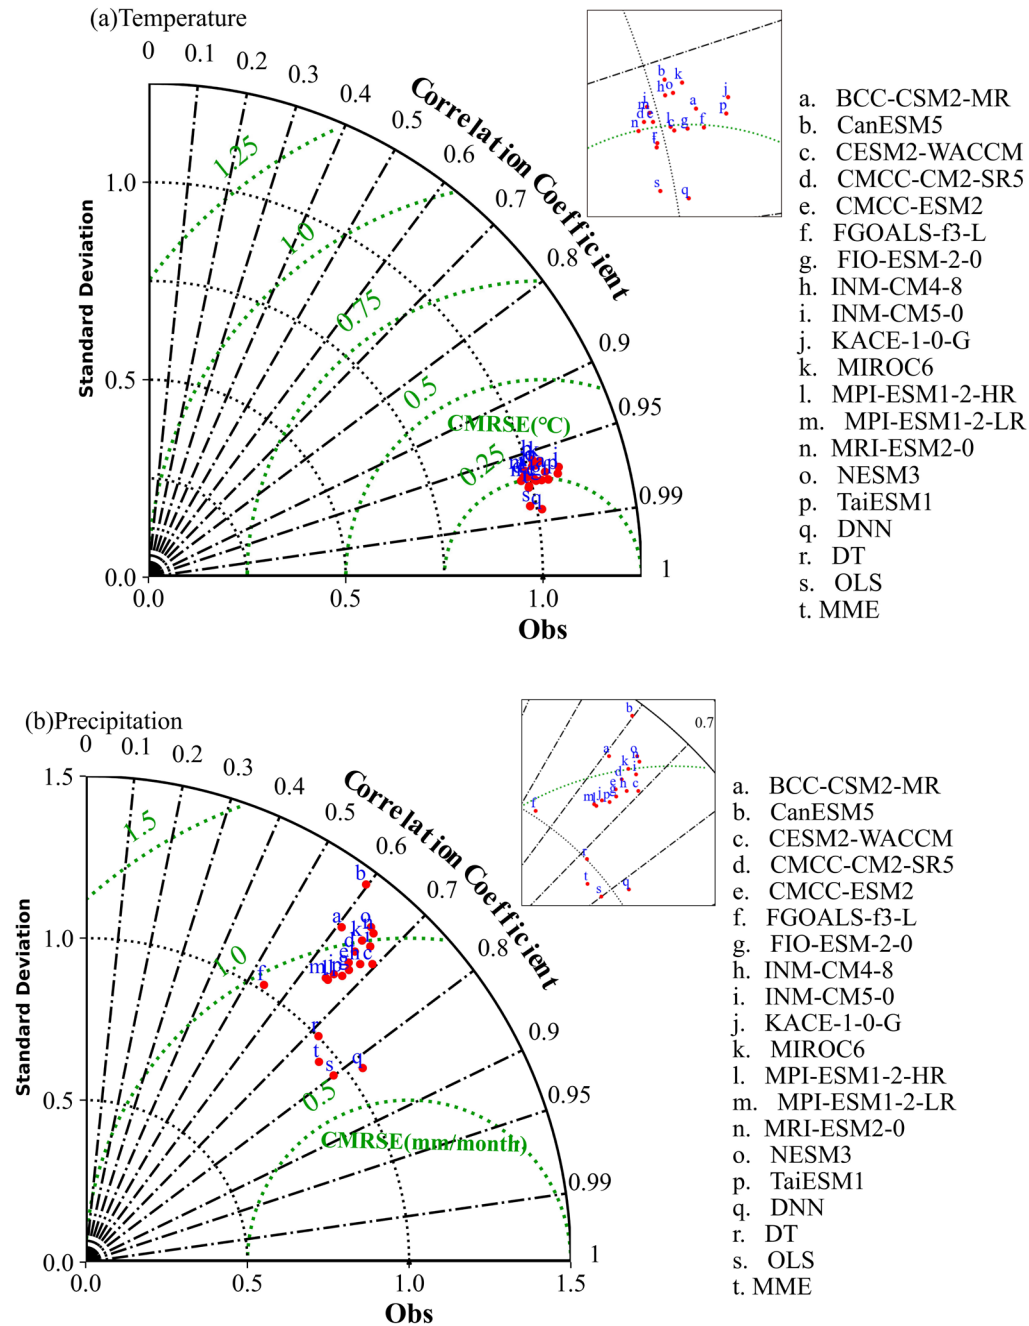 (a)Temperature
0 0.1 0.2 0.3 0.4 0.5 0.6 0.7 0.8 0.9 0.95 0.99 1
Correlation Coefficient
Standard Deviation
1.0
0.5
0.0
0.0 0.5 1.0
Obs
1.25
1.0
0.75
0.5
0.25
CMRSE(°C)
s q
b k
h o
j
a p
d e
n
g f
s q
a. BCC-CSM2-MR
b. CanESM5
c. CESM2-WACCM
d. CMCC-CM2-SR5
e. CMCC-ESM2
f. FGOALS-f3-L
g. FIO-ESM-2-0
h. INM-CM4-8
i. INM-CM5-0
j. KACE-1-0-G
k. MIROC6
l. MPI-ESM1-2-HR
m. MPI-ESM1-2-LR
n. MRI-ESM2-0
o. NESM3
p. TaiESM1
q. DNN
r. DT
s. OLS
t. MME
(b)Precipitation
0 0.1 0.2 0.3 0.4 0.5 0.6 0.7 0.8 0.9 0.95 0.99 1
Correlation Coefficient
Standard Deviation
1.5
1.0
0.5
0.0
0.0 0.5 1.0 1.5
Obs
1.5
1.0
0.5
CMRSE(mm/month)
b
a o n
k i
d
e h c
m l j p g
f
r
t
s q
0.7
b
a o n
k i
d
e h c
m l j p g
f
r
t
s q
a. BCC-CSM2-MR
b. CanESM5
c. CESM2-WACCM
d. CMCC-CM2-SR5
e. CMCC-ESM2
f. FGOALS-f3-L
g. FIO-ESM-2-0
h. INM-CM4-8
i. INM-CM5-0
j. KACE-1-0-G
k. MIROC6
l. MPI-ESM1-2-HR
m. MPI-ESM1-2-LR
n. MRI-ESM2-0
o. NESM3
p. TaiESM1
q. DNN
r. DT
s. OLS
t. MME